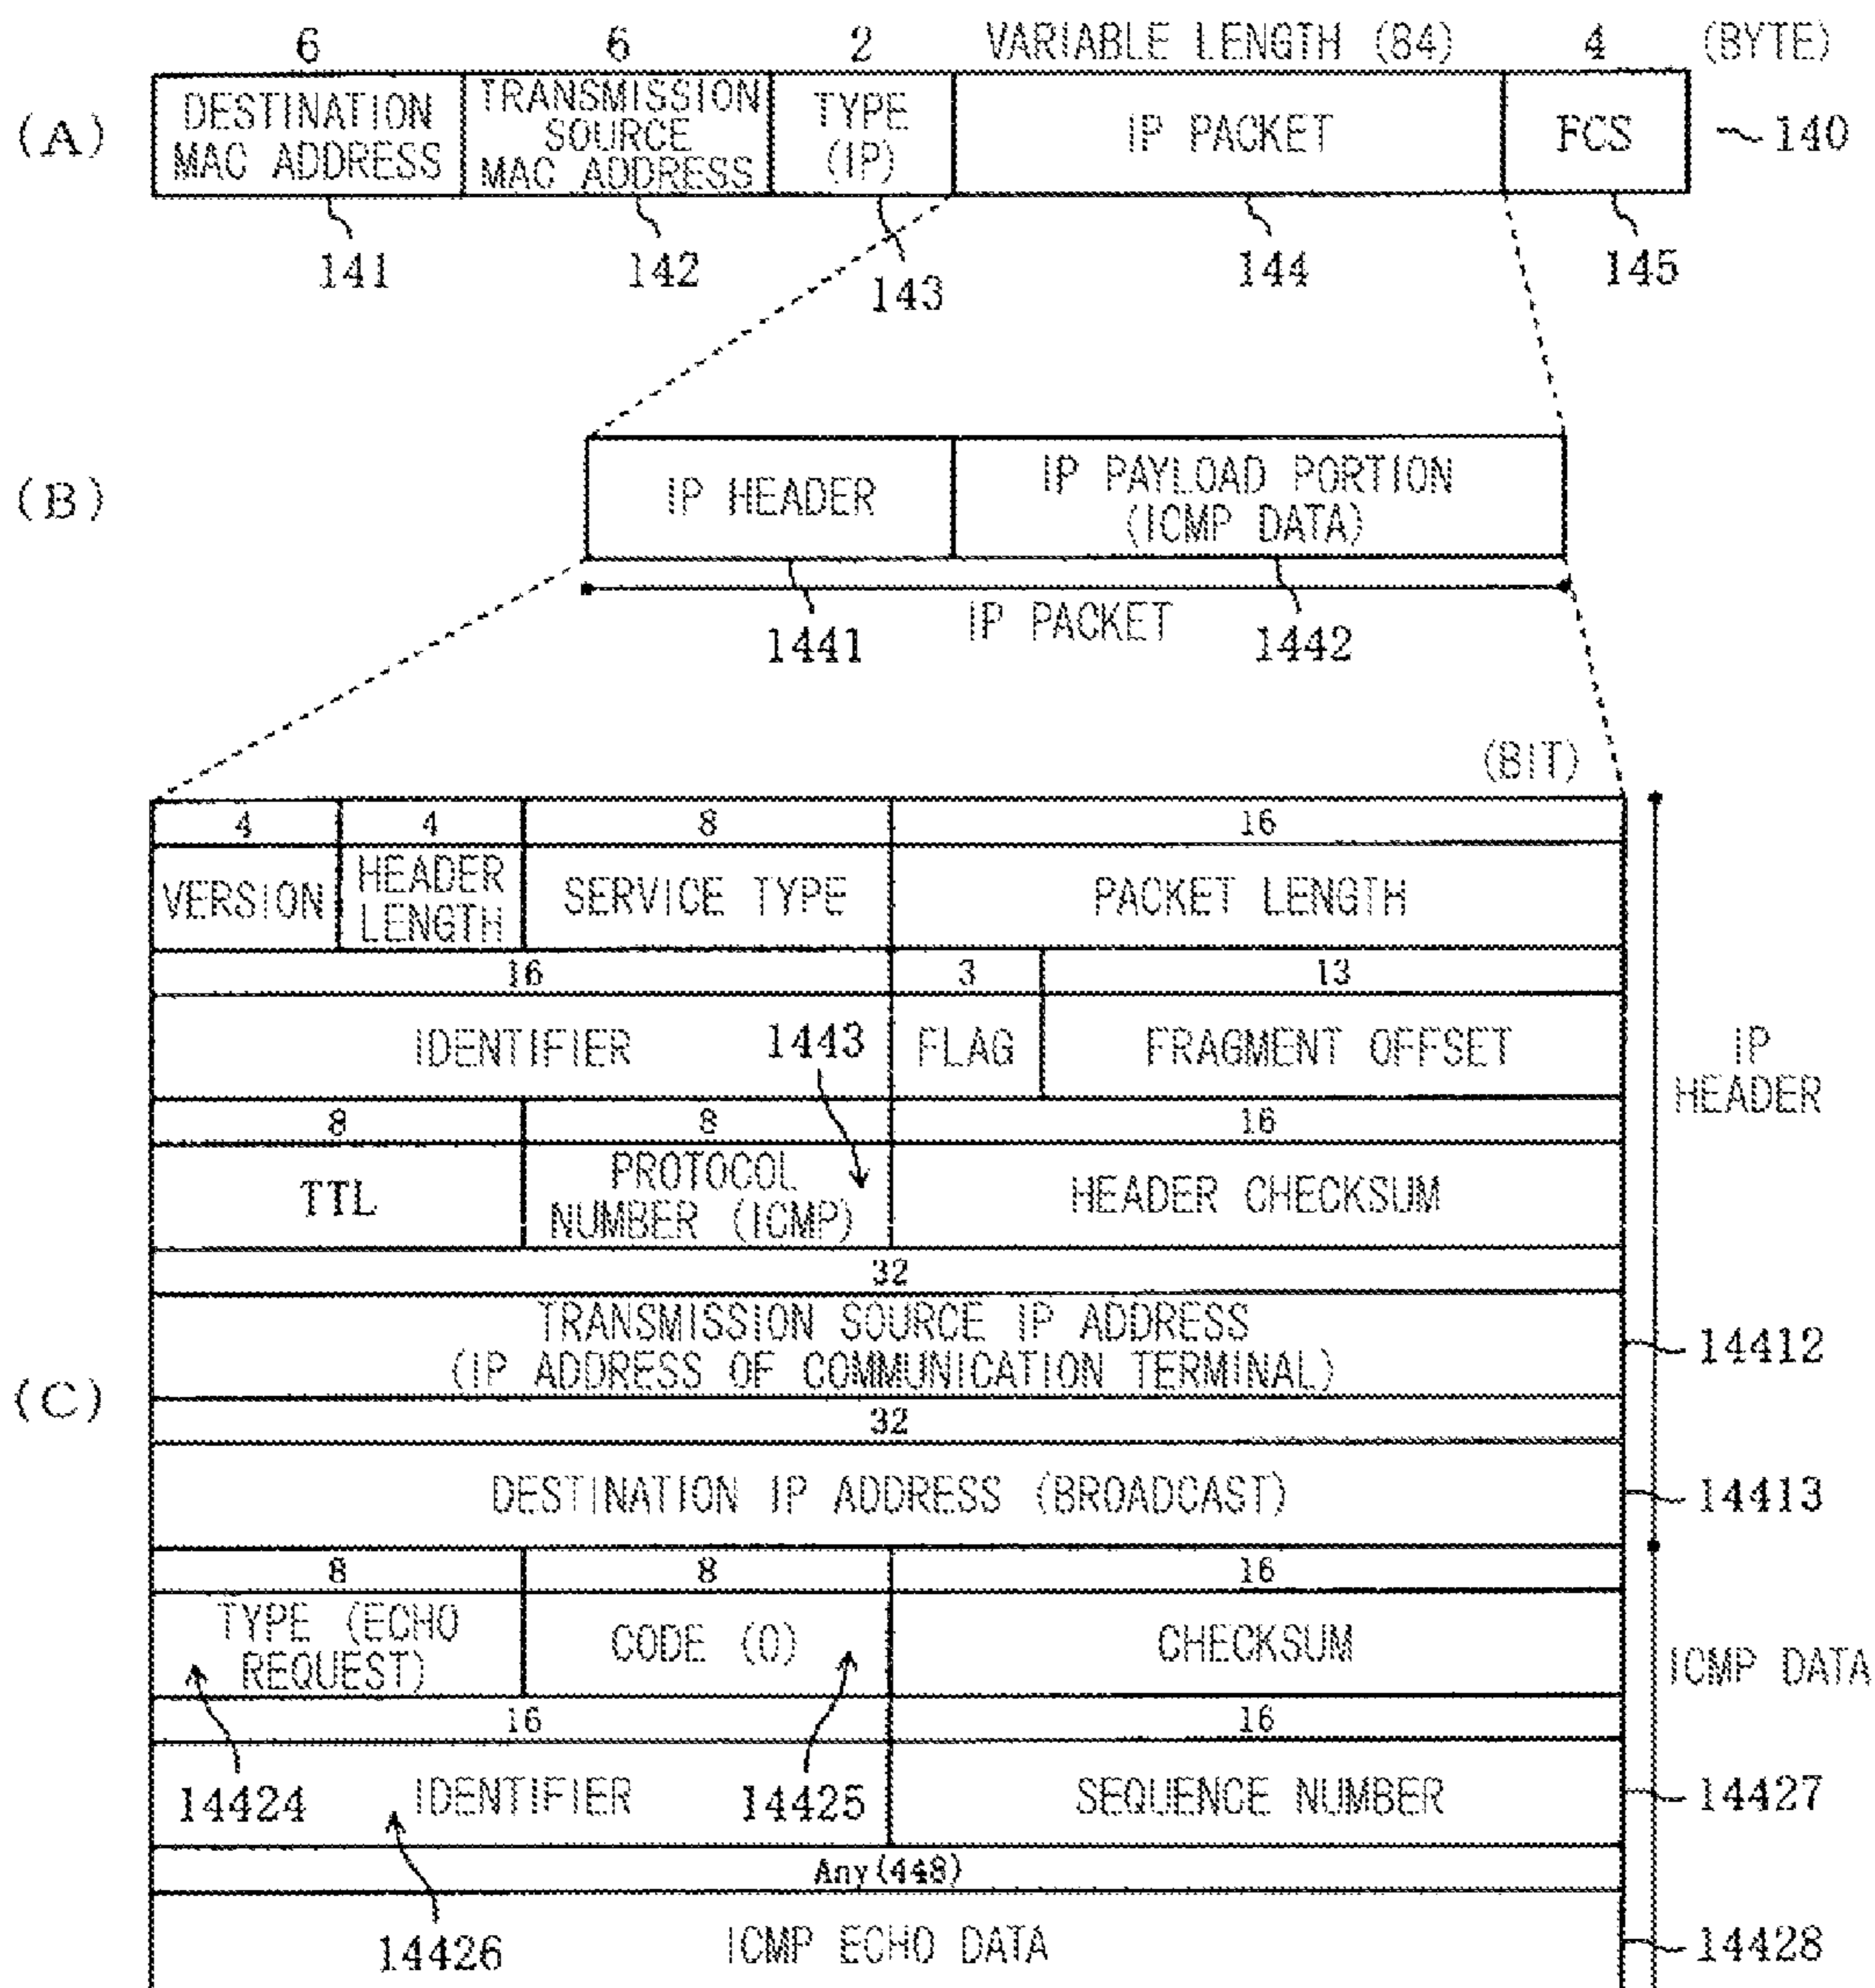 6 6 2 VARIABLE LENGTH (84) 4 (BYTE)
(A) DESTINATION MAC ADDRESS TRANSMISSION SOURCE MAC ADDRESS TYPE (IP) IP PACKET FCS 140
141 142 143 144 145
(B) IP HEADER IP PAYLOAD PORTION (ICMP DATA)
IP PACKET
1441 1442
(BIT)
4 4 8 16
VERSION HEADER LENGTH SERVICE TYPE PACKET LENGTH
16 3 13
IDENTIFIER 1443 FLAG FRAGMENT OFFSET
IP HEADER
8 8 16
TTL PROTOCOL NUMBER (ICMP) HEADER CHECKSUM
32
TRANSMISSION SOURCE IP ADDRESS
(IP ADDRESS OF COMMUNICATION TERMINAL) 14412
(C)
32
DESTINATION IP ADDRESS (BROADCAST) 14413
8 8 16
TYPE (ECHO REQUEST) CODE (0) CHECKSUM
ICMP DATA
16 16
14424 IDENTIFIER 14425 SEQUENCE NUMBER 14427
Any(448)
14426 ICMP ECHO DATA 14428